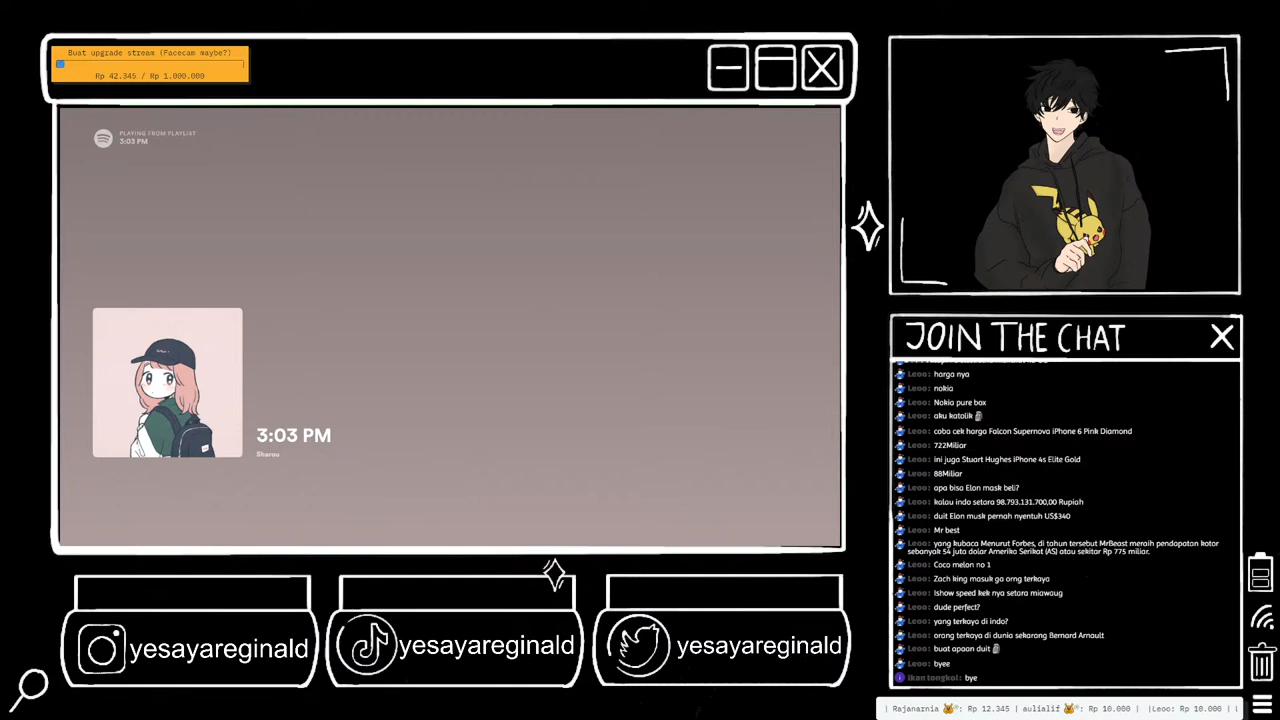 Buat upgrade stream (Facecam maybe?)
Rp 42.345 / Rp 1.000.000
PLAYING FROM PLAYLIST
3:03 PM
3:03 PM
Sharou
JOIN THE CHAT
Leoo: harga nya
Leoo: nokia
Leoo: Nokia pure box
Leoo: aku katolik 🗿
Leoo: coba cek harga Falcon Supernova iPhone 6 Pink Diamond
Leoo: 722Miliar
Leoo: ini juga Stuart Hughes iPhone 4s Elite Gold
Leoo: 88Miliar
Leoo: apa bisa Elon mask beli?
Leoo: kalau indo setara 98.793.131.700,00 Rupiah
Leoo: duit Elon musk pernah nyentuh US$340
Leoo: Mr best
Leoo: yang kubaca Menurut Forbes, di tahun tersebut MrBeast meraih pendapatan kotor
sebanyak 54 juta dolar Amerika Serikat (AS) atau sekitar Rp 775 miliar.
Leoo: Coco melon no 1
Leoo: Zach king masuk ga orng terkaya
Leoo: Ishow speed kek nya setara miawaug
Leoo: dude perfect?
Leoo: yang terkaya di indo?
Leoo: orang terkaya di dunia sekarang Bernard Arnault
Leoo: buat apaan duit 🗿
Leoo: byee
ikan tongkol: bye
yesayareginald
yesayareginald
yesayareginald
| Rajanarnia 🐯: Rp 12.345 | aulialif 🐯: Rp 10.000 | Leoo: Rp 10.000 |